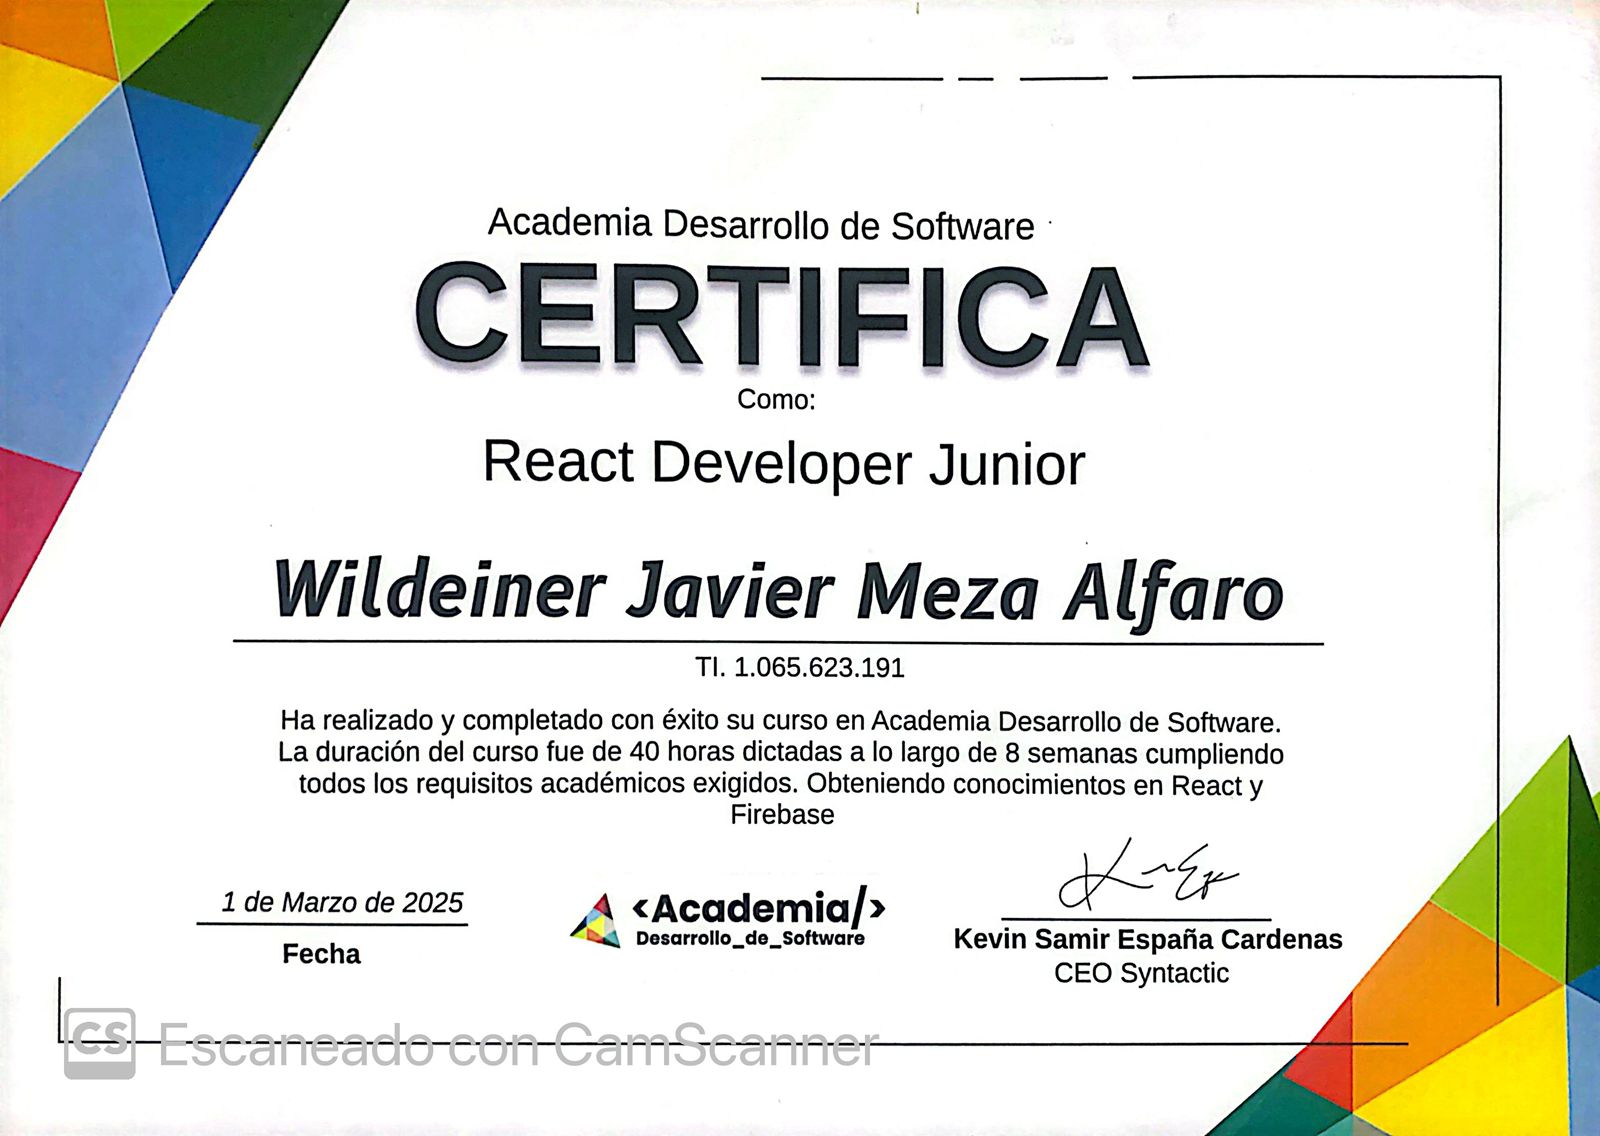 Academia Desarrollo de Software
CERTIFICA
Como:
React Developer Junior
Wildeiner Javier Meza Alfaro
TI. 1.065.623.191
Ha realizado y completado con éxito su curso en Academia Desarrollo de Software.
La duración del curso fue de 40 horas dictadas a lo largo de 8 semanas cumpliendo
todos los requisitos académicos exigidos. Obteniendo conocimientos en React y
Firebase
1 de Marzo de 2025
Fecha
<Academia/>
Desarrollo_de_Software
Kevin Samir España Cardenas
CEO Syntactic
CS Escaneado con CamScanner